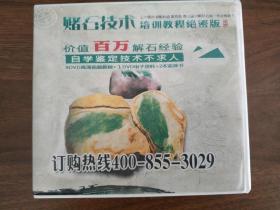 赌石技术
培训教程绝密版
价值百万解石经验
自学鉴定技术不求人
订购热线400-855-3029